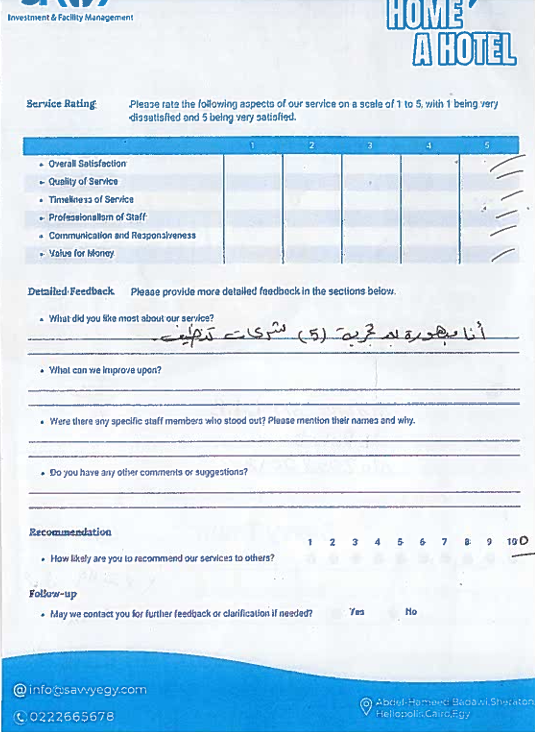 Investment & Facility Management
HOME
A HOTEL
Service Rating
Please rate the following aspects of our service on a scale of 1 to 5, with 1 being very
dissatisfied and 5 being very satisfied.
1 2 3 4 5
Overall Satisfaction
Quality of Service
Timeliness of Service
Professionalism of Staff
Communication and Responsiveness
Value for Money
Detailed Feedback Please provide more detailed feedback in the sections below.
What did you like most about our service?
أنا مبهورة بعد تجربة (5) شركات تنظيف.
What can we improve upon?
Were there any specific staff members who stood out? Please mention their names and why.
Do you have any other comments or suggestions?
Recommendation
1 2 3 4 5 6 7 8 9 100
How likely are you to recommend our services to others?
Follow-up
May we contact you for further feedback or clarification if needed? Yes No
@ info@savvyegy.com
0222665678
Abdel-Hameed Badawi,Sheraton
Heliopolis,Cairo,Egy